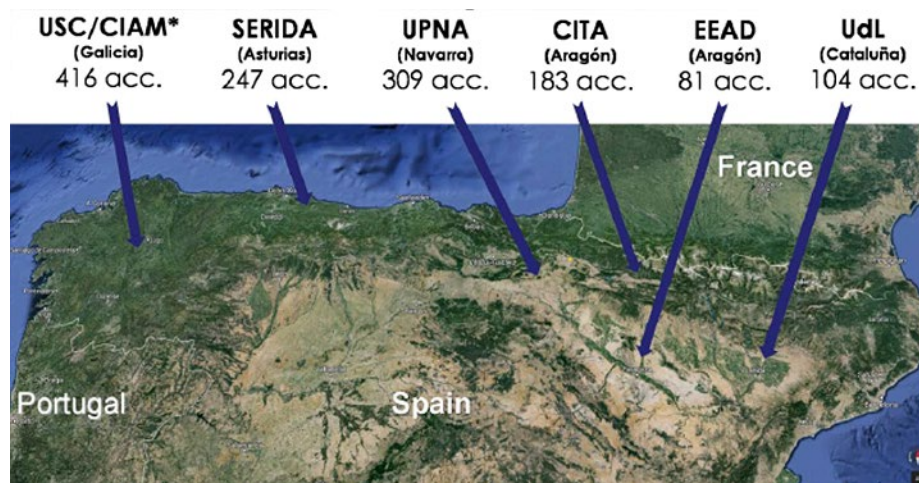 USC/CIAM*
(Galicia)
416 acc.
SERIDA
(Asturias)
247 acc.
UPNA
(Navarra)
309 acc.
CITA
(Aragón)
183 acc.
EEAD
(Aragón)
81 acc.
UdL
(Cataluña)
104 acc.
France
Portugal
Spain